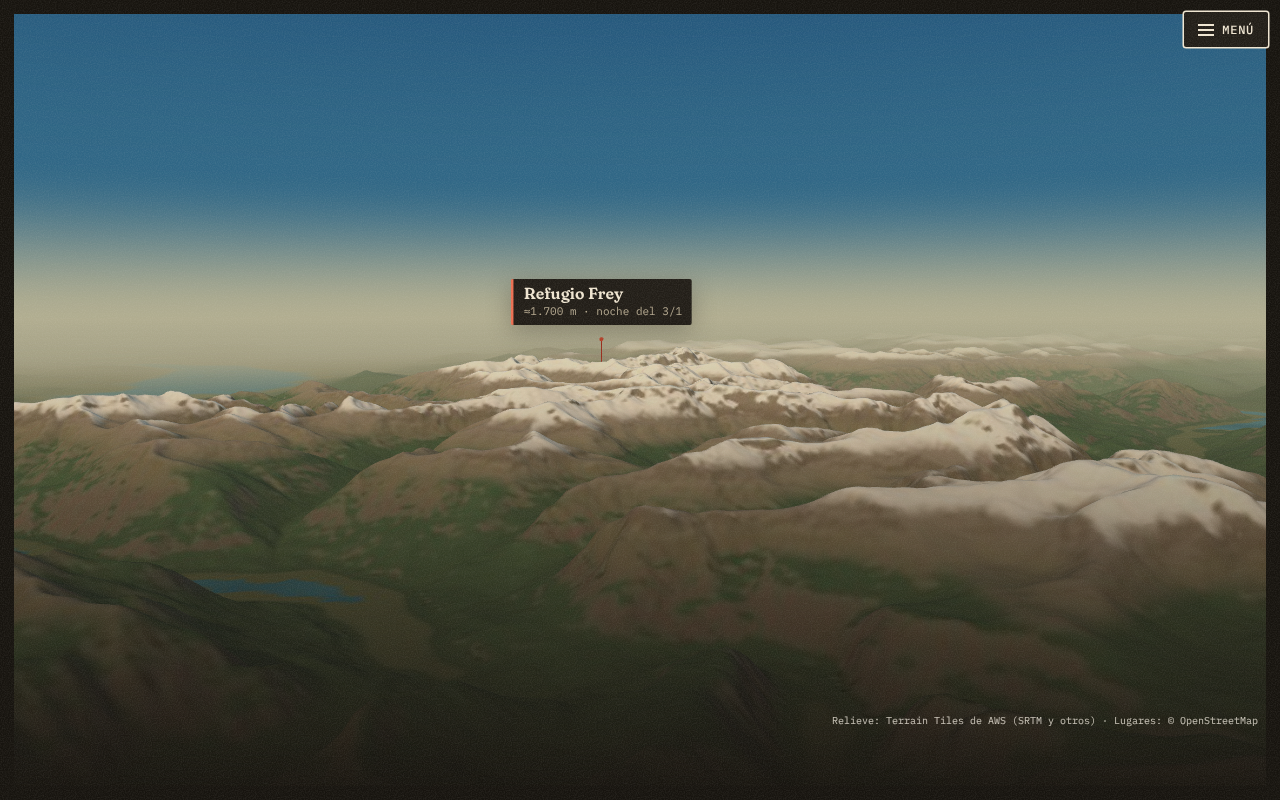 MENÚ
Refugio Frey
≈1.700 m · noche del 3/1
Relieve: Terrain Tiles de AWS (SRTM y otros) · Lugares: © OpenStreetMap